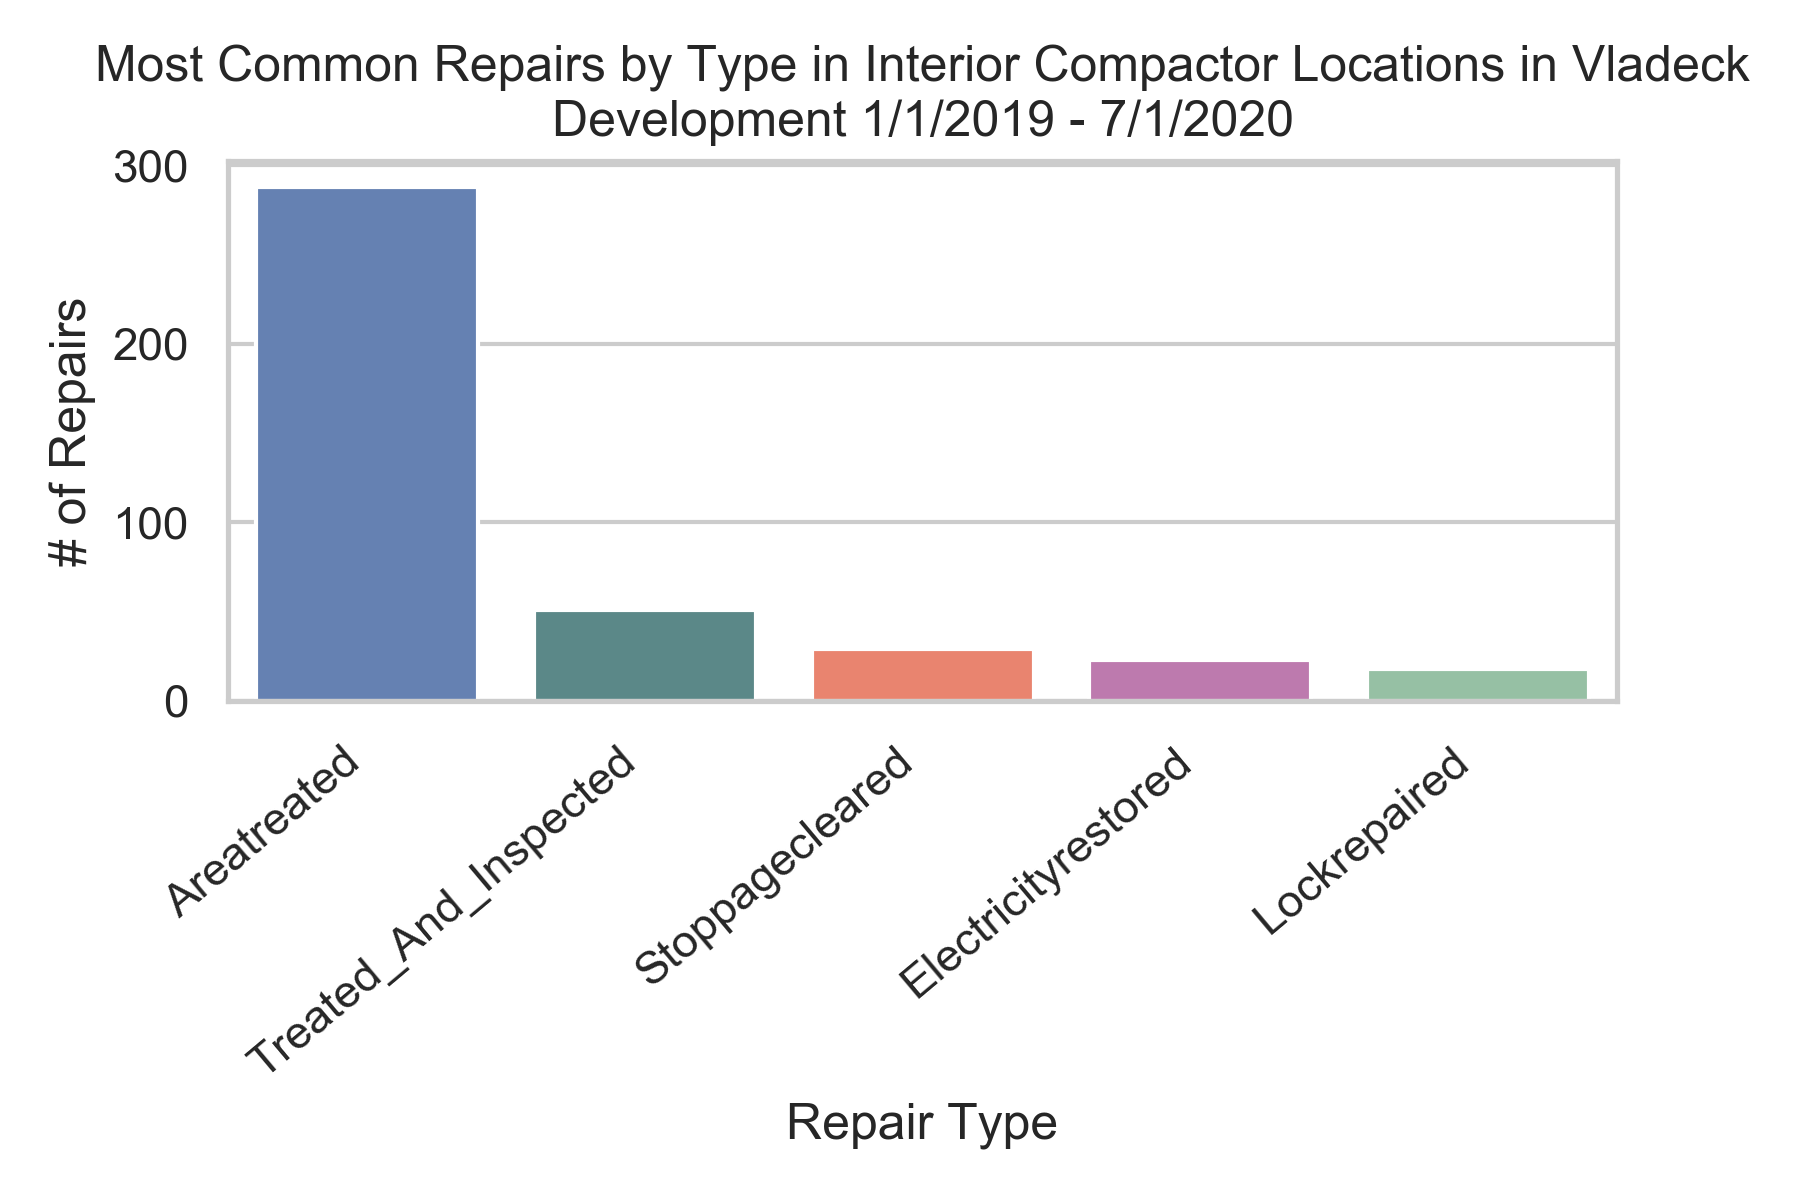 Most Common Repairs by Type in Interior Compactor Locations in Vladeck
Development 1/1/2019 - 7/1/2020
300
200
100
0
# of Repairs
Areatreated
Treated_And_Inspected
Stoppagecleared
Electricityrestored
Lockrepaired
Repair Type